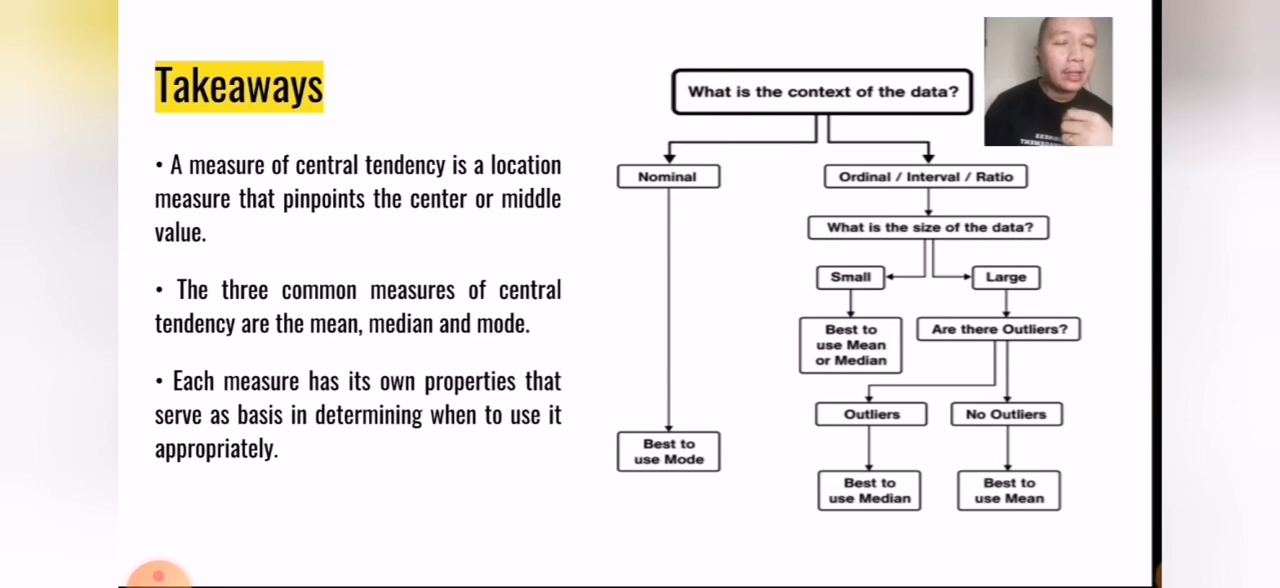 Takeaways
• A measure of central tendency is a location
measure that pinpoints the center or middle
value.
• The three common measures of central
tendency are the mean, median and mode.
• Each measure has its own properties that
serve as basis in determining when to use it
appropriately.
What is the context of the data?
Nominal
Ordinal / Interval / Ratio
What is the size of the data?
Small
Large
Best to
use Mean
or Median
Are there Outliers?
Outliers
No Outliers
Best to
use Mode
Best to
use Median
Best to
use Mean